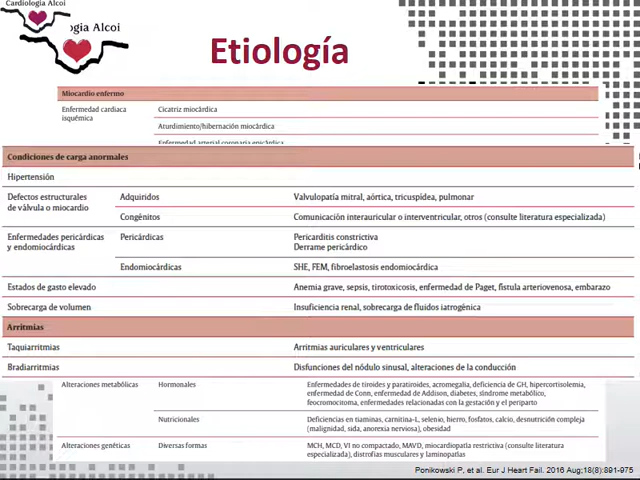 Cardiología Alcoi
logia Alcoi
Etiología
Miocardio enfermo
Enfermedad cardiaca
isquémica
Cicatriz miocárdica
Aturdimiento/hibernación miocárdica
Enfermedad arterial coronaria epicárdica
Condiciones de carga anormales
Hipertensión
Defectos estructurales
de válvula o miocardio
Adquiridos
Valvulopatía mitral, aórtica, tricuspídea, pulmonar
Congénitos
Comunicación interauricular o interventricular, otros (consulte literatura especializada)
Enfermedades pericárdicas
y endomiocárdicas
Pericárdicas
Pericarditis constrictiva
Derrame pericárdico
Endomiocárdicas
SHE, FEM, fibroelastosis endomiocárdica
Estados de gasto elevado
Anemia grave, sepsis, tirotoxicosis, enfermedad de Paget, fístula arteriovenosa, embarazo
Sobrecarga de volumen
Insuficiencia renal, sobrecarga de fluidos iatrogénica
Arritmias
Taquiarritmias
Arritmias auriculares y ventriculares
Bradiarritmias
Disfunciones del nódulo sinusal, alteraciones de la conducción
Alteraciones metabólicas
Hormonales
Enfermedades de tiroides y paratiroides, acromegalia, deficiencia de GH, hipercortisolemia,
enfermedad de Conn, enfermedad de Addison, diabetes, síndrome metabólico,
feocromocitoma, enfermedades relacionadas con la gestación y el periparto
Nutricionales
Deficiencias en tiaminas, carnitina-L, selenio, hierro, fosfatos, calcio, desnutrición compleja
(malignidad, sida, anorexia nerviosa), obesidad
Alteraciones genéticas
Diversas formas
MCH, MCD, VI no compactado, MAVD, miocardiopatía restrictiva (consulte literatura
especializada), distrofias musculares y laminopatías
Ponikowski P, et al. Eur J Heart Fail. 2016 Aug;18(8):891-975